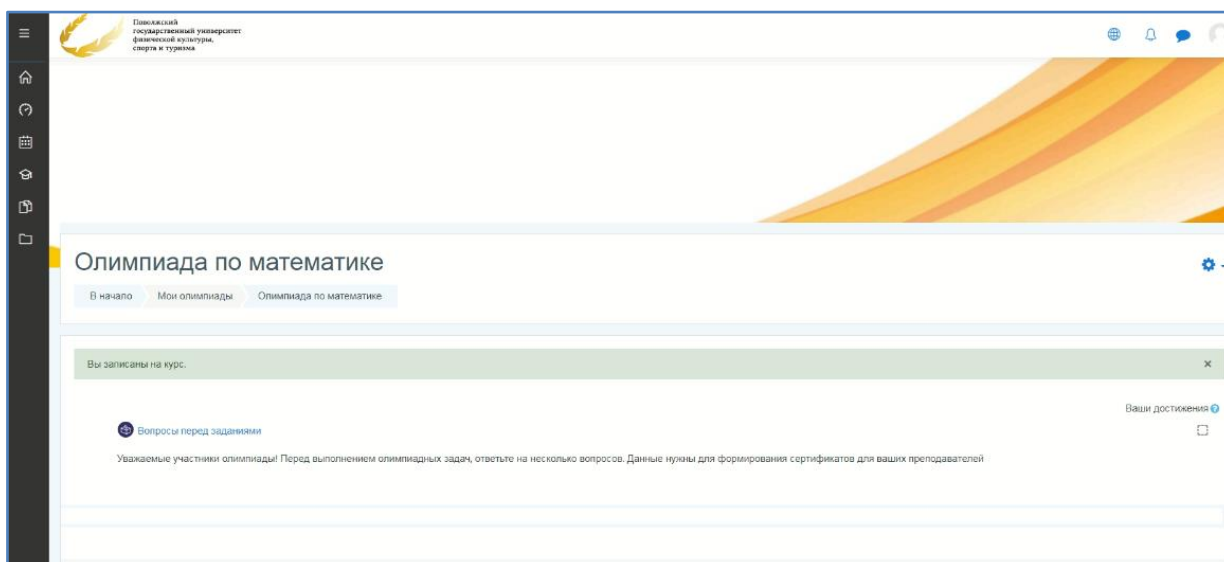 Поволжский
государственный университет
физической культуры,
спорта и туризма
Олимпиада по математике
В начало Мои олимпиады Олимпиада по математике
Вы записаны на курс.
Ваши достижения
Вопросы перед заданиями
Уважаемые участники олимпиады! Перед выполнением олимпиадных задач, ответьте на несколько вопросов. Данные нужны для формирования сертификатов для ваших преподавателей